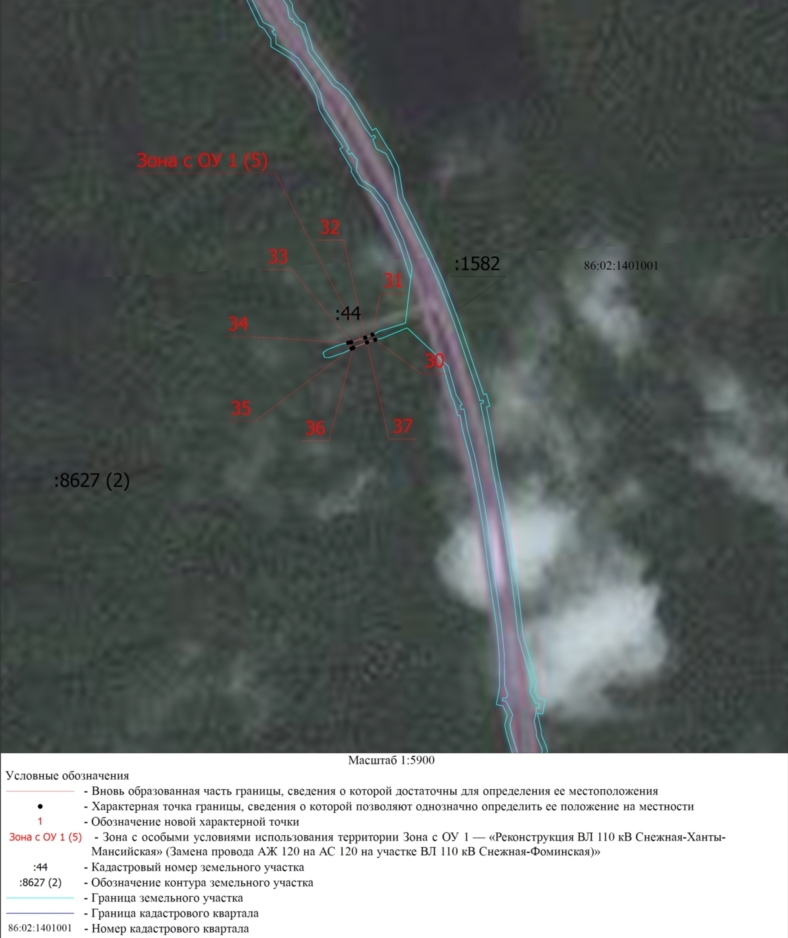 Зона с ОУ 1 (5)
32
33
:1582
86:02:1401001
31
:44
34
30
35
36
37
:8627 (2)
Масштаб 1:5900
Условные обозначения
- Вновь образованная часть границы, сведения о которой достаточны для определения ее местоположения
- Характерная точка границы, сведения о которой позволяют однозначно определить ее положение на местности
1 - Обозначение новой характерной точки
Зона с ОУ 1 (5) - Зона с особыми условиями использования территории Зона с ОУ 1 — «Реконструкция ВЛ 110 кВ Снежная-Ханты-
Мансийская» (Замена провода АЖ 120 на АС 120 на участке ВЛ 110 кВ Снежная-Фоминская)»
:44 - Кадастровый номер земельного участка
:8627 (2) - Обозначение контура земельного участка
- Граница земельного участка
- Граница кадастрового квартала
86:02:1401001 - Номер кадастрового квартала